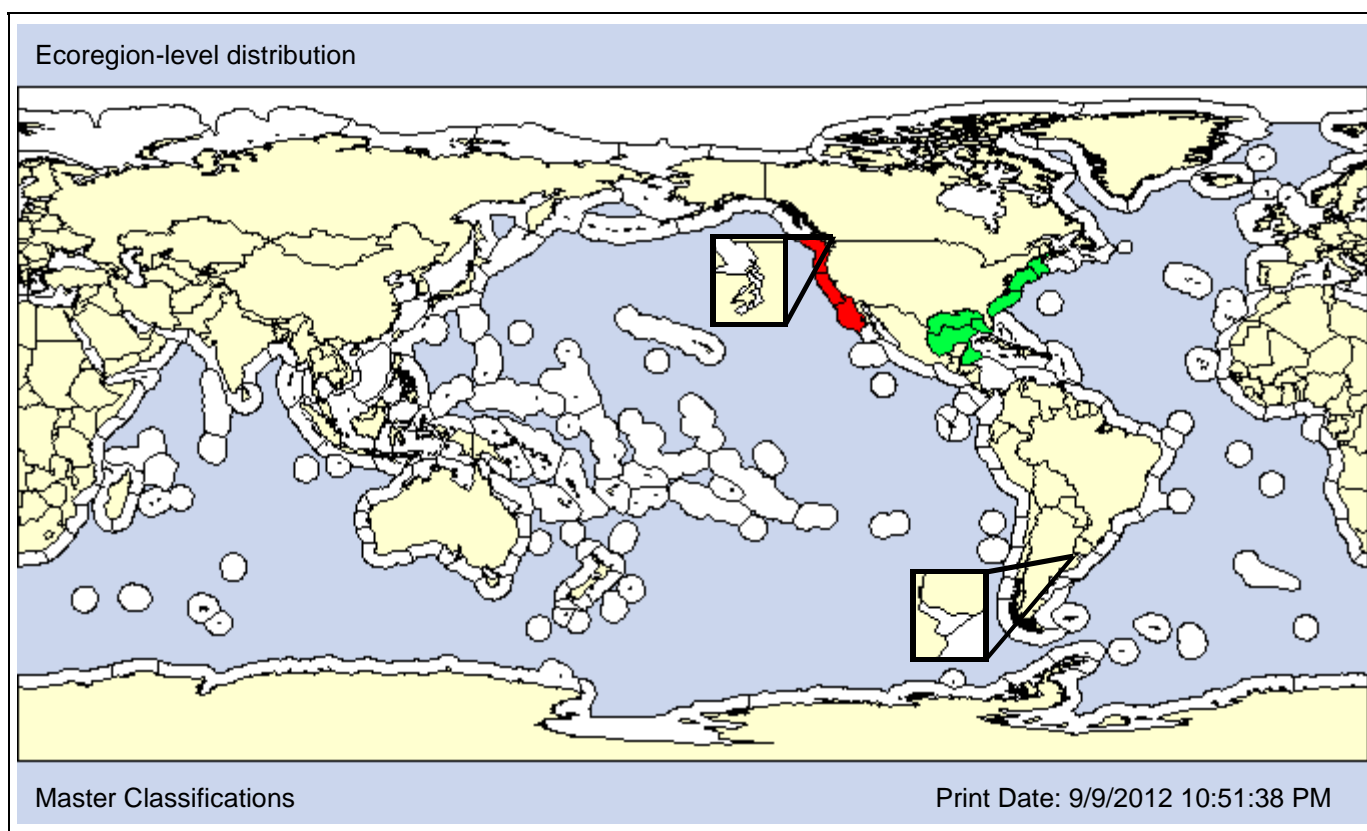 Ecoregion-level distribution
Master Classifications
Print Date: 9/9/2012 10:51:38 PM